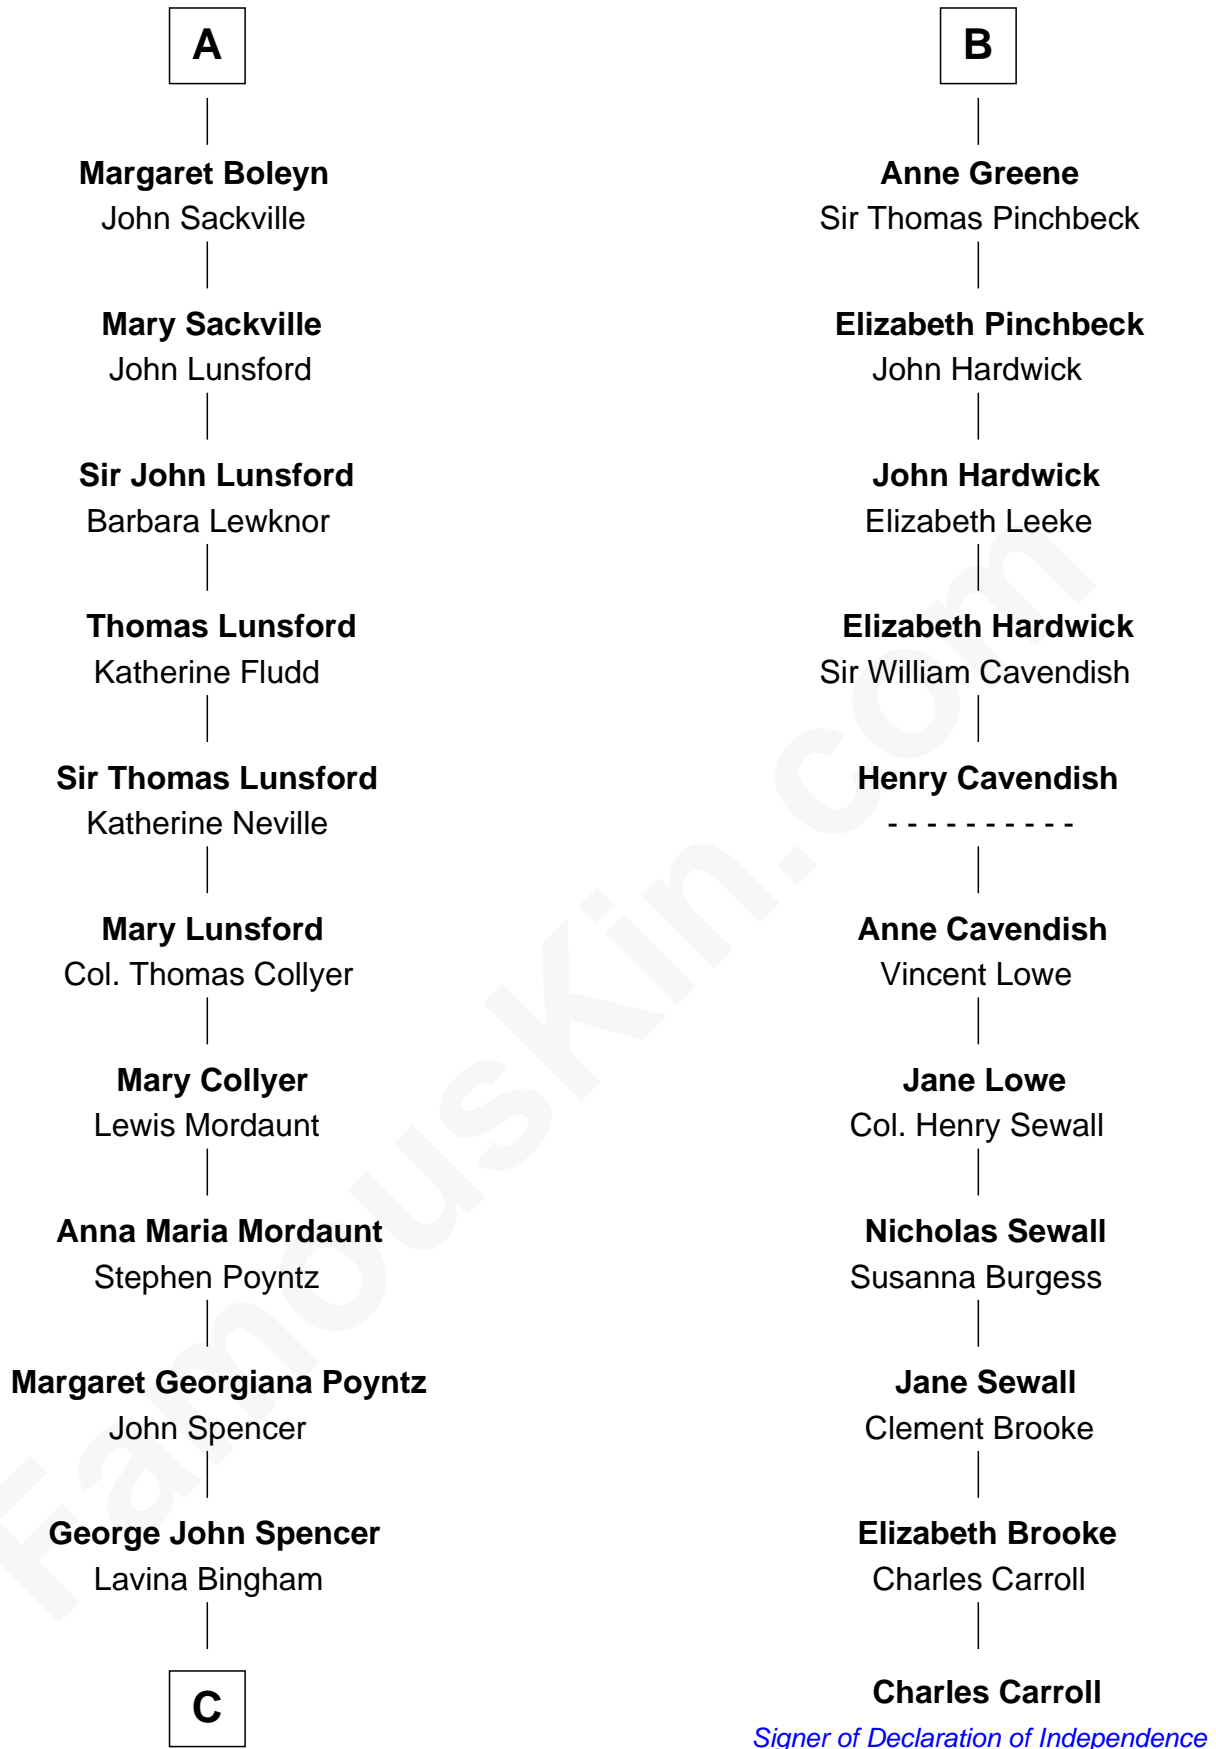 A
Margaret Boleyn
John Sackville
Mary Sackville
John Lunsford
Sir John Lunsford
Barbara Lewknor
Thomas Lunsford
Katherine Fludd
Sir Thomas Lunsford
Katherine Neville
Mary Lunsford
Col. Thomas Collyer
Mary Collyer
Lewis Mordaunt
Anna Maria Mordaunt
Stephen Poyntz
Margaret Georgiana Poyntz
John Spencer
George John Spencer
Lavina Bingham
C
B
Anne Greene
Sir Thomas Pinchbeck
Elizabeth Pinchbeck
John Hardwick
John Hardwick
Elizabeth Leeke
Elizabeth Hardwick
Sir William Cavendish
Henry Cavendish
- - - - - - - - - -
Anne Cavendish
Vincent Lowe
Jane Lowe
Col. Henry Sewall
Nicholas Sewall
Susanna Burgess
Jane Sewall
Clement Brooke
Elizabeth Brooke
Charles Carroll
Charles Carroll
Signer of Declaration of Independence
FamousKin.com